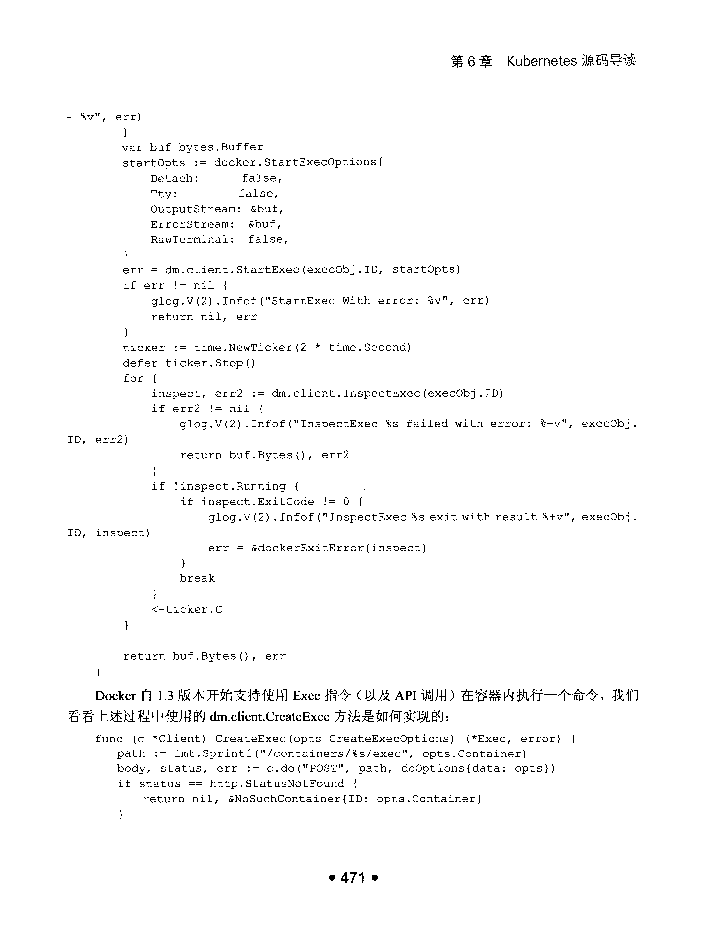 第 6 章 Kubernetes 源码导读
- %v", err)
}
var buf bytes.Buffer
startOpts := docker.StartExecOptions{
Detach: false,
Tty: false,
OutputStream: &buf,
ErrorStream: &buf,
RawTerminal: false,
}
err = dm.client.StartExec(execObj.ID, startOpts)
if err != nil {
glog.V(2).Infof("StartExec With error: %v", err)
return nil, err
}
ticker := time.NewTicker(2 * time.Second)
defer ticker.Stop()
for {
inspect, err2 := dm.client.InspectExec(execObj.ID)
if err2 != nil {
glog.V(2).Infof("InspectExec %s failed with error: %+v", execObj.
ID, err2)
return buf.Bytes(), err2
}
if !inspect.Running {
if inspect.ExitCode != 0 {
glog.V(2).Infof("InspectExec %s exit with result %+v", execObj.
ID, inspect)
err = &dockerExitError{inspect}
}
break
}
<-ticker.C
}
return buf.Bytes(), err
}
Docker 自 1.3 版本开始支持使用 Exec 指令（以及 API 调用）在容器内执行一个命令，我们
看看上述过程中使用的 dm.client.CreateExec 方法是如何实现的：
func (c *Client) CreateExec(opts CreateExecOptions) (*Exec, error) {
path := fmt.Sprintf("/containers/%s/exec", opts.Container)
body, status, err := c.do("POST", path, doOptions{data: opts})
if status == http.StatusNotFound {
return nil, &NoSuchContainer{ID: opts.Container}
}
• 471 •